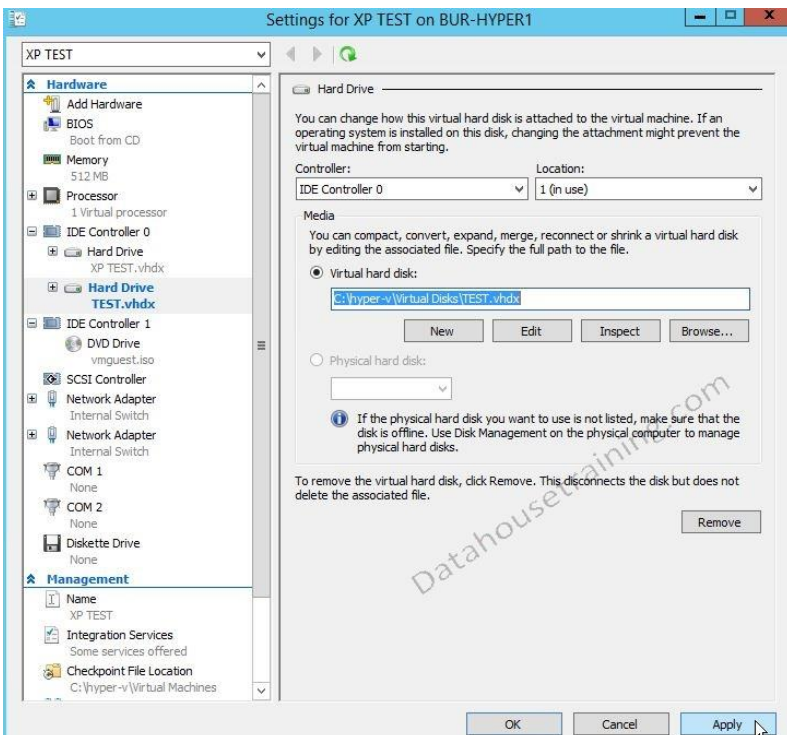 Settings for XP TEST on BUR-HYPER1
XP TEST
Hardware
Add Hardware
BIOS
Boot from CD
Memory
512 MB
Processor
1 Virtual processor
IDE Controller 0
Hard Drive
XP TEST.vhdx
Hard Drive
TEST.vhdx
IDE Controller 1
DVD Drive
vmguest.iso
SCSI Controller
Network Adapter
Internal Switch
Network Adapter
Internal Switch
COM 1
None
COM 2
None
Diskette Drive
None
Management
Name
XP TEST
Integration Services
Some services offered
Checkpoint File Location
C:\hyper-v\Virtual Machines
Hard Drive
You can change how this virtual hard disk is attached to the virtual machine. If an
operating system is installed on this disk, changing the attachment might prevent the
virtual machine from starting.
Controller: Location:
IDE Controller 0 1 (in use)
Media
You can compact, convert, expand, merge, reconnect or shrink a virtual hard disk
by editing the associated file. Specify the full path to the file.
Virtual hard disk:
C:\hyper-v\Virtual Disks\TEST.vhdx
New Edit Inspect Browse...
Physical hard disk:
If the physical hard disk you want to use is not listed, make sure that the
disk is offline. Use Disk Management on the physical computer to manage
physical hard disks.
To remove the virtual hard disk, click Remove. This disconnects the disk but does not
delete the associated file.
Remove
Datahousetraining.com
OK Cancel Apply